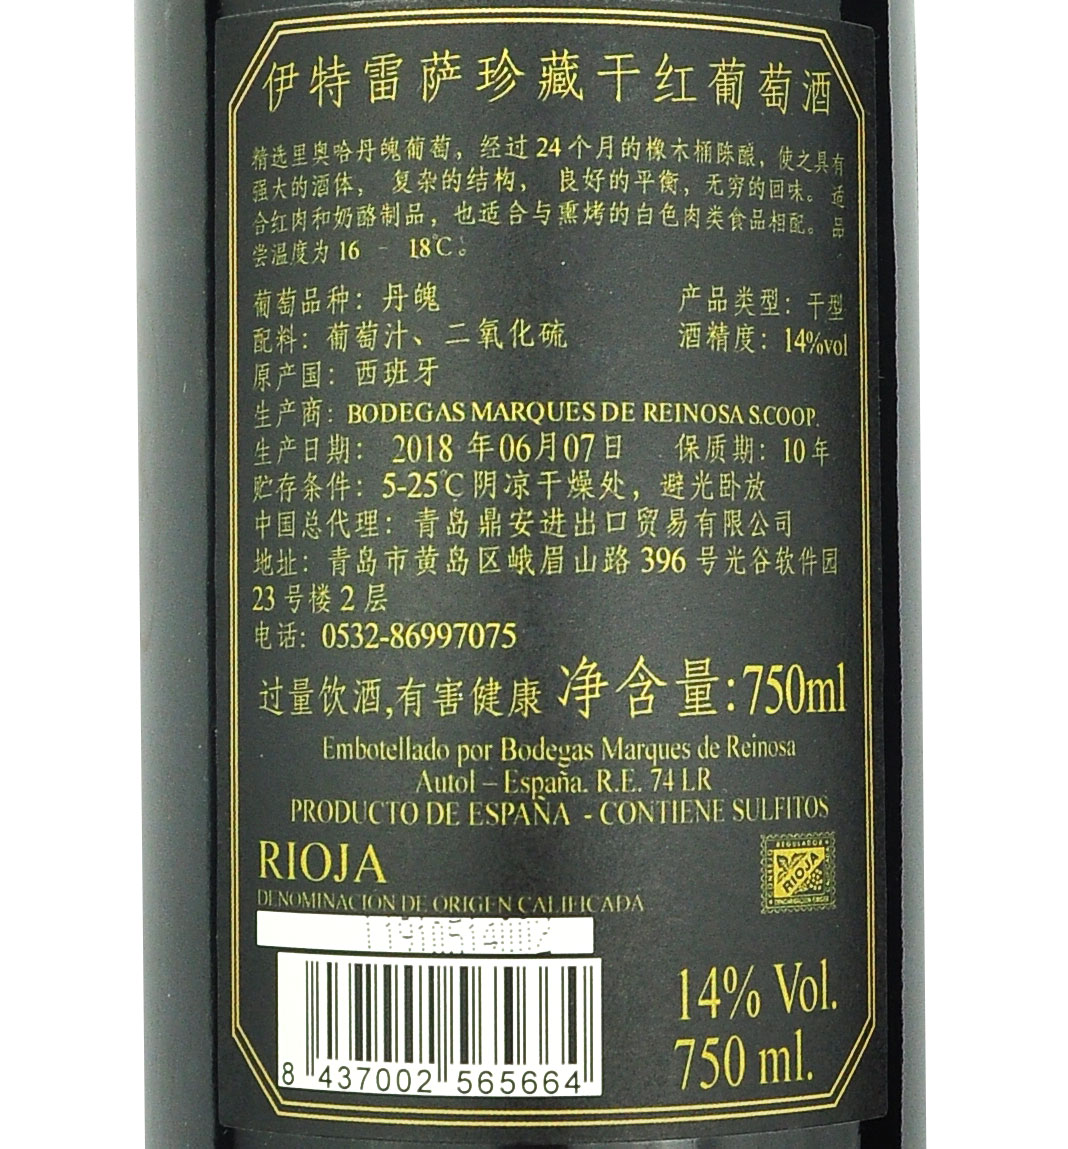 伊特雷萨珍藏干红葡萄酒
精选里奥哈丹魄葡萄，经过24个月的橡木桶陈酿，使之具有
强大的酒体， 复杂的结构， 良好的平衡，无穷的回味。适
合红肉和奶酪制品，也适合与熏烤的白色肉类食品相配。品
尝温度为 16 － 18℃。
葡萄品种：丹魄 产品类型：干型
配料：葡萄汁、二氧化硫 酒精度：14%vol
原产国：西班牙
生产商：BODEGAS MARQUES DE REINOSA S.COOP.
生产日期： 2018 年06月07日 保质期：10年
贮存条件：5-25℃阴凉干燥处，避光卧放
中国总代理：青岛鼎安进出口贸易有限公司
地址：青岛市黄岛区峨眉山路 396 号光谷软件园
23 号楼 2 层
电话：0532-86997075
过量饮酒,有害健康 净含量:750ml
Embotellado por Bodegas Marques de Reinosa
Autol – España. R.E. 74 LR
PRODUCTO DE ESPAÑA - CONTIENE SULFITOS
RIOJA
DENOMINACION DE ORIGEN CALIFICADA
RIOJA
14% Vol.
750 ml.
8 437002 565664